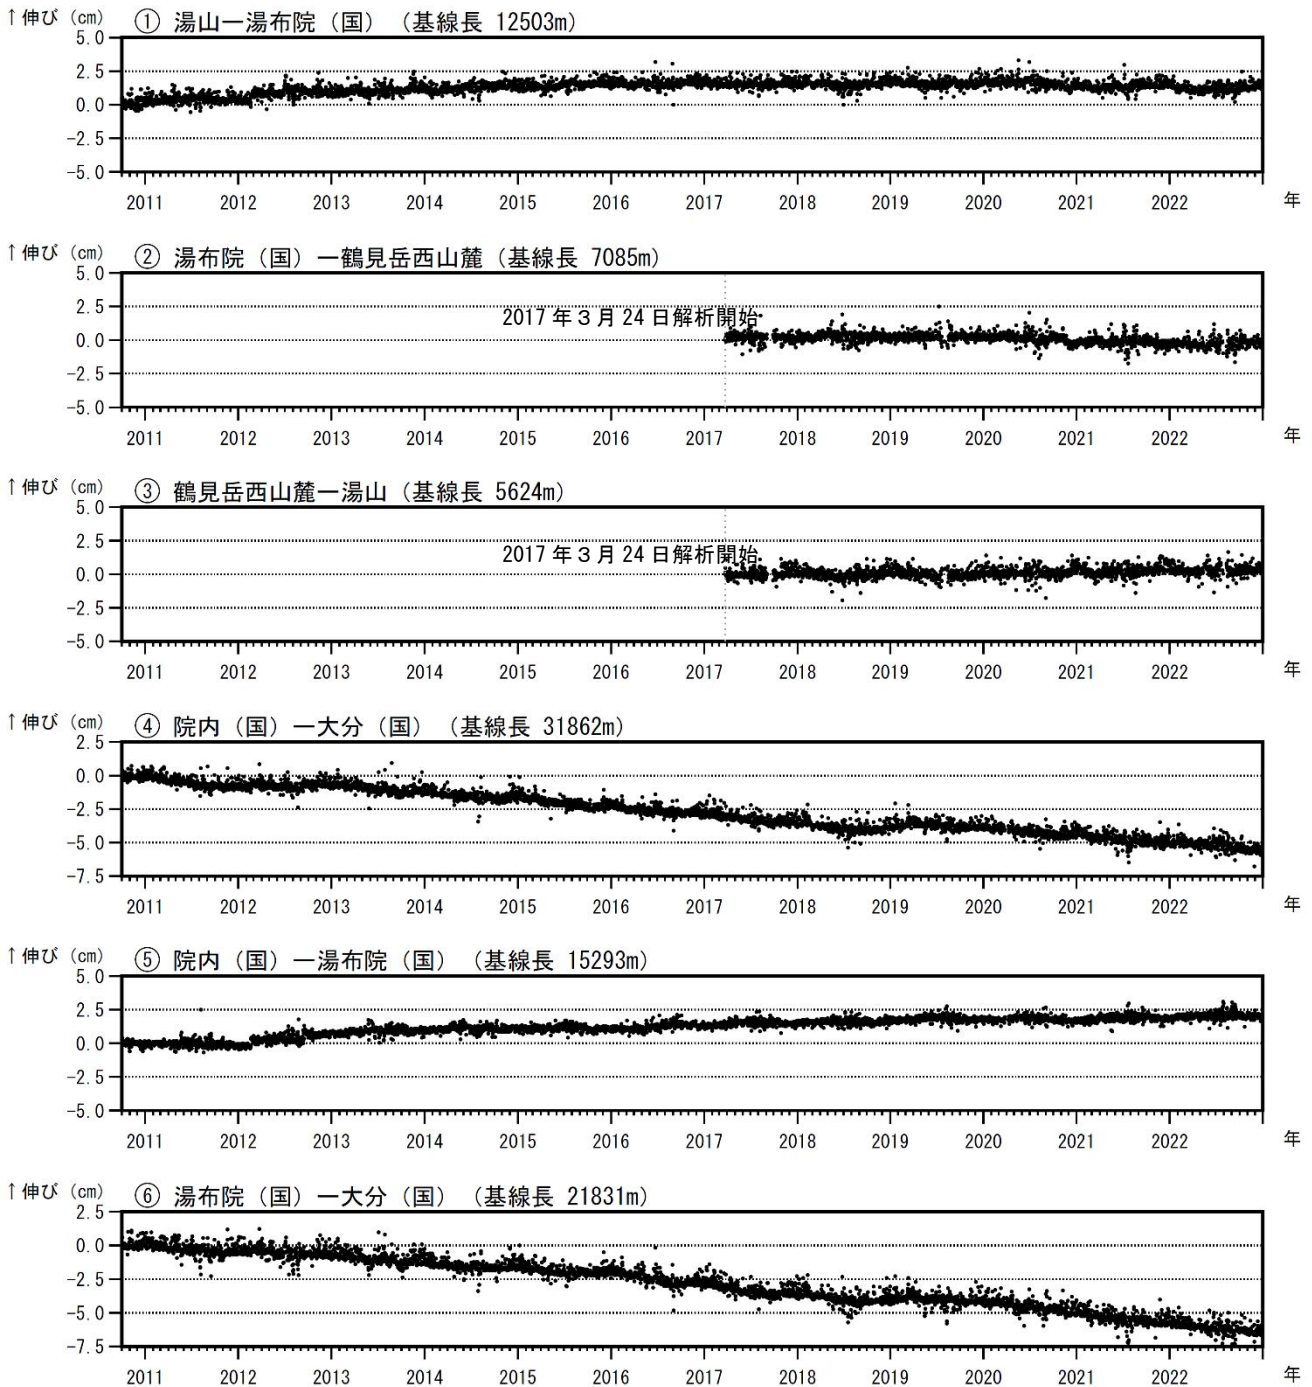 ↑伸び (cm) ① 湯山ー湯布院（国）（基線長 12503m）
5.0
2.5
0.0
-2.5
-5.0
2011 2012 2013 2014 2015 2016 2017 2018 2019 2020 2021 2022 年
↑伸び (cm) ② 湯布院（国）ー鶴見岳西山麓（基線長 7085m）
5.0
2.5
2017年３月24日解析開始
0.0
-2.5
-5.0
2011 2012 2013 2014 2015 2016 2017 2018 2019 2020 2021 2022 年
↑伸び (cm) ③ 鶴見岳西山麓ー湯山（基線長 5624m）
5.0
2.5
2017年３月24日解析開始
0.0
-2.5
-5.0
2011 2012 2013 2014 2015 2016 2017 2018 2019 2020 2021 2022 年
↑伸び (cm) ④ 院内（国）ー大分（国）（基線長 31862m）
2.5
0.0
-2.5
-5.0
-7.5
2011 2012 2013 2014 2015 2016 2017 2018 2019 2020 2021 2022 年
↑伸び (cm) ⑤ 院内（国）ー湯布院（国）（基線長 15293m）
5.0
2.5
0.0
-2.5
-5.0
2011 2012 2013 2014 2015 2016 2017 2018 2019 2020 2021 2022 年
↑伸び (cm) ⑥ 湯布院（国）ー大分（国）（基線長 21831m）
2.5
0.0
-2.5
-5.0
-7.5
2011 2012 2013 2014 2015 2016 2017 2018 2019 2020 2021 2022 年